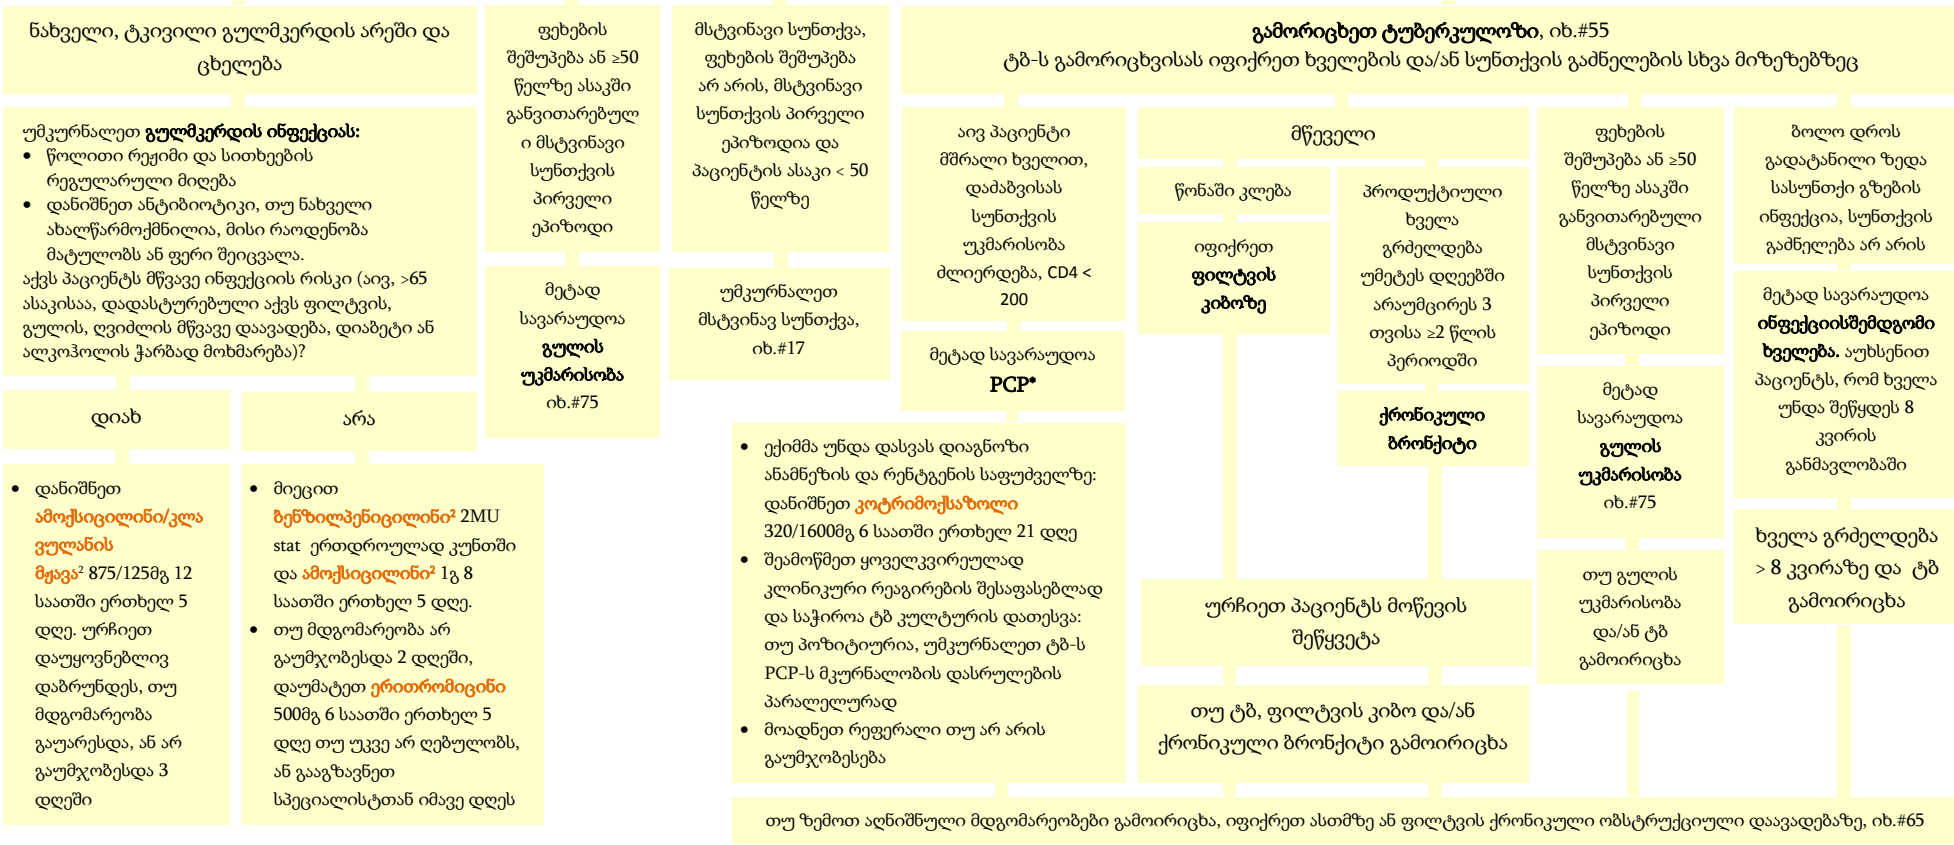 ნახველი, ტკივილი გულმკერდის არეში და
ცხელება
უმკურნალეთ გულმკერდის ინფექციას:
• წოლითი რეჟიმი და სითხეების
რეგულარული მიღება
• დანიშნეთ ანტიბიოტიკი, თუ ნახველი
ახალწარმოქმნილია, მისი რაოდენობა
მატულობს ან ფერი შეიცვალა.
აქვს პაციენტს მწვავე ინფექციის რისკი (აივ, >65
ასაკისაა, დადასტურებული აქვს ფილტვის,
გულის, ღვიძლის მწვავე დაავადება, დიაბეტი ან
ალკოჰოლის ჭარბად მოხმარება)?
დიახ
• დანიშნეთ
ამოქსიცილინი/კლა
ვულანის
მჟავა² 875/125მგ 12
საათში ერთხელ 5
დღე. ურჩიეთ
დაუყოვნებლივ
დაბრუნდეს, თუ
მდგომარეობა
გაუარესდა, ან არ
გაუმჯობესდა 3
დღეში
არა
• მიეცით
ბენზილპენიცილინი² 2MU
stat ერთდროულად კუნთში
და ამოქსიცილინი² 1გ 8
საათში ერთხელ 5 დღე.
• თუ მდგომარეობა არ
გაუმჯობესდა 2 დღეში,
დაუმატეთ ერითრომიცინი
500მგ 6 საათში ერთხელ 5
დღე თუ უკვე არ ღებულობს,
ან გააგზავნეთ
სპეციალისტთან იმავე დღეს
ფეხების
შეშუპება ან ≥50
წელზე ასაკში
განვითარებულ
ი მსტვინავი
სუნთქვის
პირველი
ეპიზოდი
მეტად
სავარაუდოა
გულის
უკმარისობა
იხ.#75
მსტვინავი სუნთქვა,
ფეხების შეშუპება
არ არის, მსტვინავი
სუნთქვის პირველი
ეპიზოდია და
პაციენტის ასაკი < 50
წელზე
უმკურნალეთ
მსტვინავ სუნთქვა,
იხ.#17
გამორიცხეთ ტუბერკულოზი, იხ.#55
ტბ-ს გამორიცხვისას იფიქრეთ ხველების და/ან სუნთქვის გაძნელების სხვა მიზეზებზეც
აივ პაციენტი
მშრალი ხველით,
დაძაბვისას
სუნთქვის
უკმარისობა
ძლიერდება, CD4 <
200
მეტად სავარაუდოა
PCP*
• ექიმმა უნდა დასვას დიაგნოზი
ანამნეზის და რენტგენის საფუძველზე:
დანიშნეთ კოტრიმოქსაზოლი
320/1600მგ 6 საათში ერთხელ 21 დღე
• შეამოწმეთ ყოველკვირეულად
კლინიკური რეაგირების შესაფასებლად
და საჭიროა ტბ კულტურის დათესვა:
თუ პოზიტიურია, უმკურნალეთ ტბ-ს
PCP-ს მკურნალობის დასრულების
პარალელურად
• მოადნეთ რეფერალი თუ არ არის
გაუმჯობესება
მწეველი
წონაში კლება
იფიქრეთ
ფილტვის
კიბოზე
პროდუქტიული
ხველა
გრძელდება
უმეტეს დღეებში
არაუმცირეს 3
თვისა ≥2 წლის
პერიოდში
ქრონიკული
ბრონქიტი
ურჩიეთ პაციენტს მოწევის
შეწყვეტა
თუ ტბ, ფილტვის კიბო და/ან
ქრონიკული ბრონქიტი გამოირიცხა
ფეხების
შეშუპება ან ≥50
წელზე ასაკში
განვითარებული
მსტვინავი
სუნთქვის
პირველი
ეპიზოდი
მეტად
სავარაუდოა
გულის
უკმარისობა
იხ.#75
თუ გულის
უკმარისობა
და/ან ტბ
გამოირიცხა
ბოლო დროს
გადატანილი ზედა
სასუნთქი გზების
ინფექცია, სუნთქვის
გაძნელება არ არის
მეტად სავარაუდოა
ინფექციისშემდგომი
ხველება. აუხსენით
პაციენტს, რომ ხველა
უნდა შეწყდეს 8
კვირის
განმავლობაში
ხველა გრძელდება
> 8 კვირაზე და ტბ
გამოირიცხა
თუ ზემოთ აღნიშნული მდგომარეობები გამოირიცხა, იფიქრეთ ასთმზე ან ფილტვის ქრონიკული ობსტრუქციული დაავადებაზე, იხ.#65